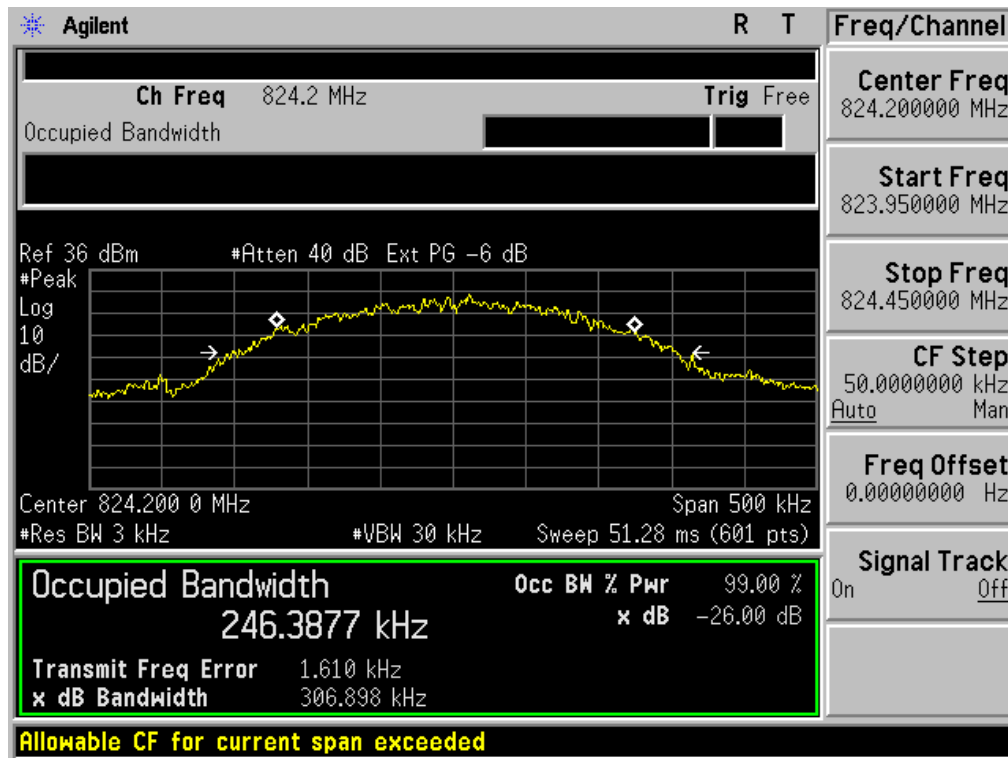 Agilent R T Freq/Channel
Ch Freq 824.2 MHz Trig Free
Occupied Bandwidth
Center Freq
824.200000 MHz
Start Freq
823.950000 MHz
Stop Freq
824.450000 MHz
CF Step
50.0000000 kHz
Auto Man
Freq Offset
0.00000000 Hz
Signal Track
On Off
Ref 36 dBm #Atten 40 dB Ext PG -6 dB
#Peak
Log
10
dB/
Center 824.200 0 MHz Span 500 kHz
#Res BW 3 kHz #VBW 30 kHz Sweep 51.28 ms (601 pts)
Occupied Bandwidth Occ BW % Pwr 99.00 %
246.3877 kHz x dB -26.00 dB
Transmit Freq Error 1.610 kHz
x dB Bandwidth 306.898 kHz
Allowable CF for current span exceeded